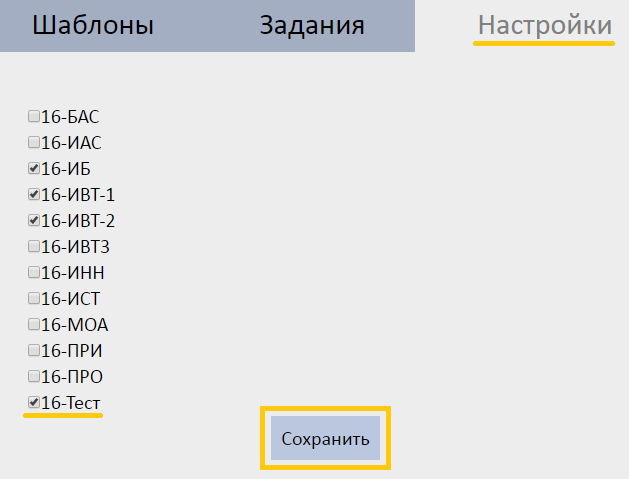 Шаблоны Задания Настройки
16-БАС
16-ИАС
16-ИБ
16-ИВТ-1
16-ИВТ-2
16-ИВТ3
16-ИНН
16-ИСТ
16-МОА
16-ПРИ
16-ПРО
16-Тест
Сохранить